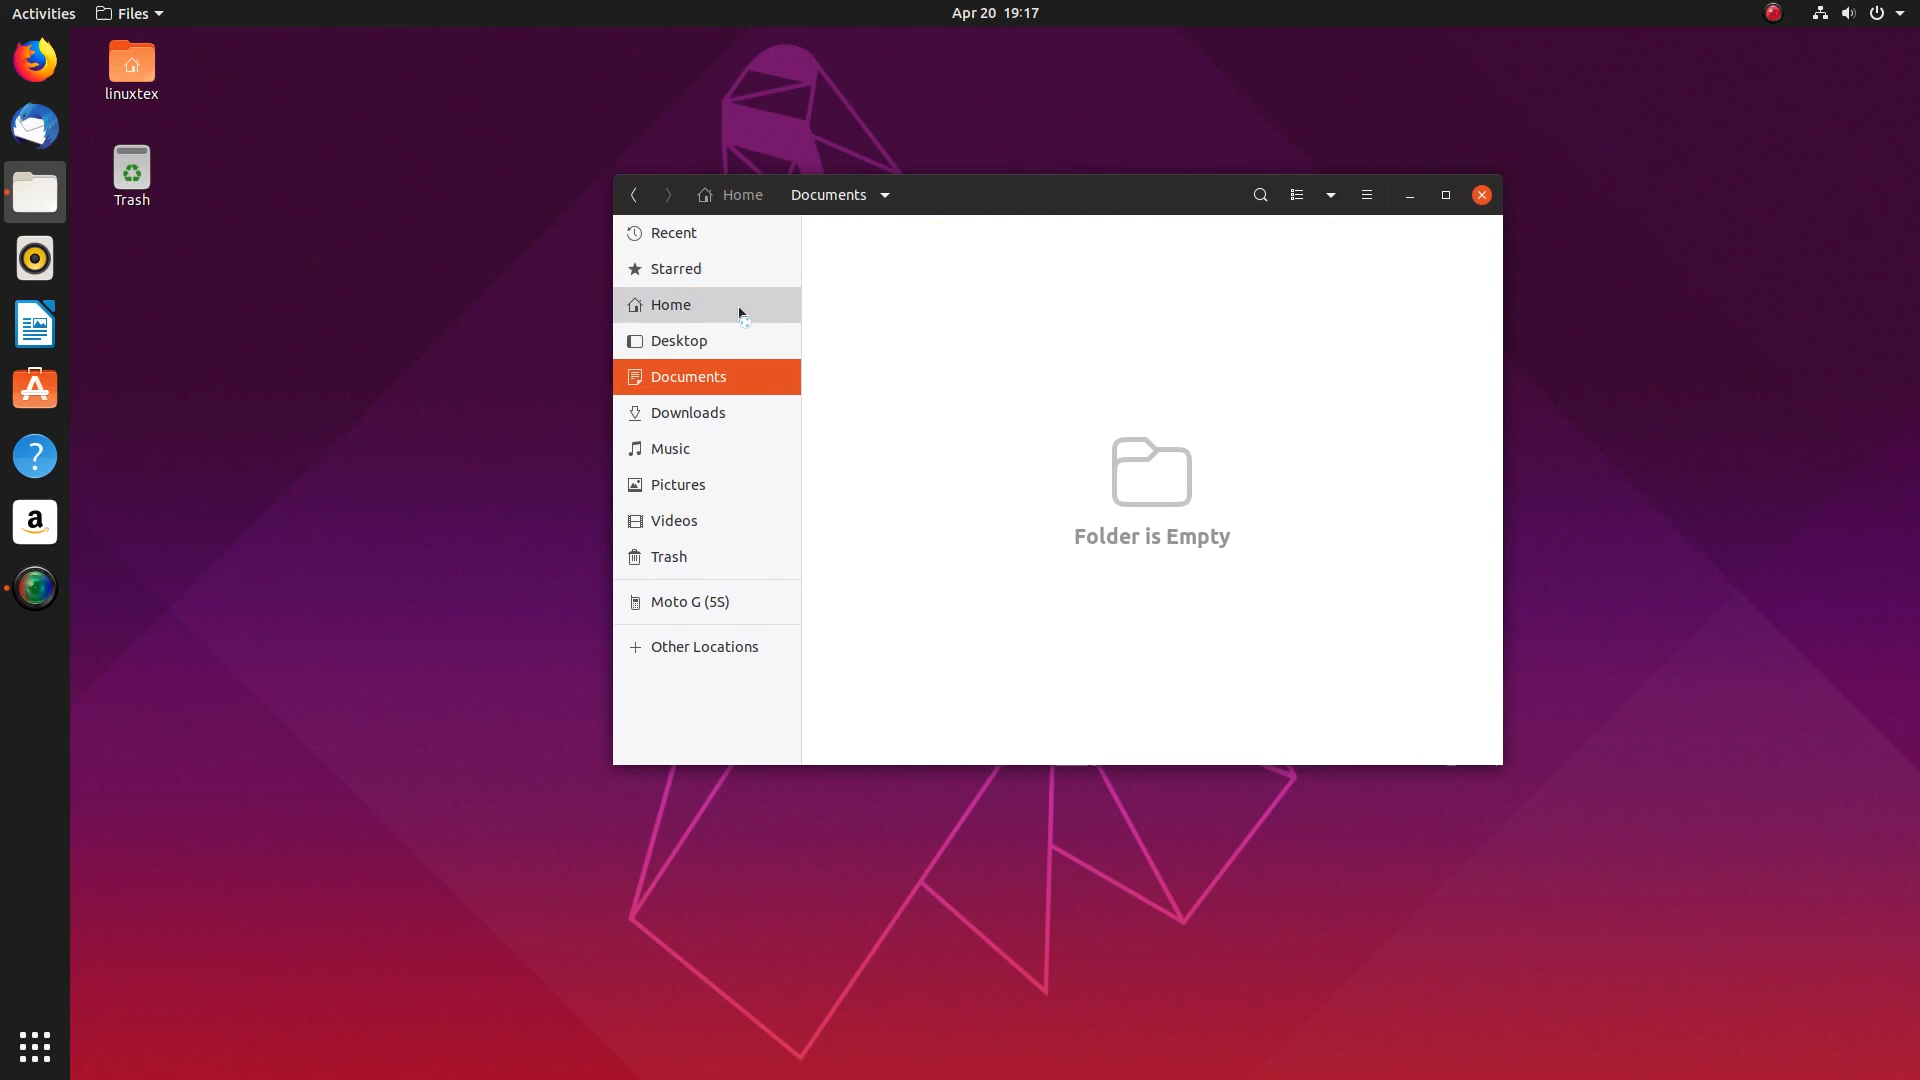 Activities
Files
Apr 20 19:17
linuxtex
Trash
Home
Documents
Recent
Starred
Home
Desktop
Documents
Downloads
Music
Pictures
Videos
Trash
Moto G (5S)
Other Locations
Folder is Empty
?
a